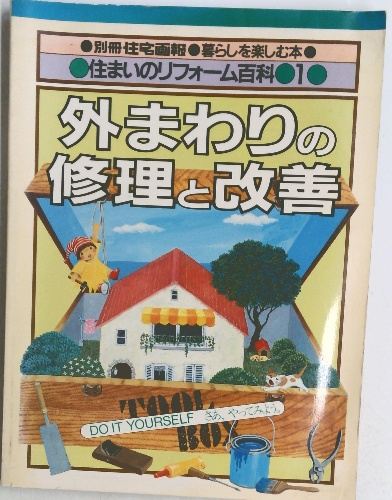 ●別冊住宅画報●暮らしを楽しむ本●
●住まいのリフォーム百科●1●
外まわりの
修理と改善
TOOL
DO IT YOURSELF さあ、やってみよう。
BOX